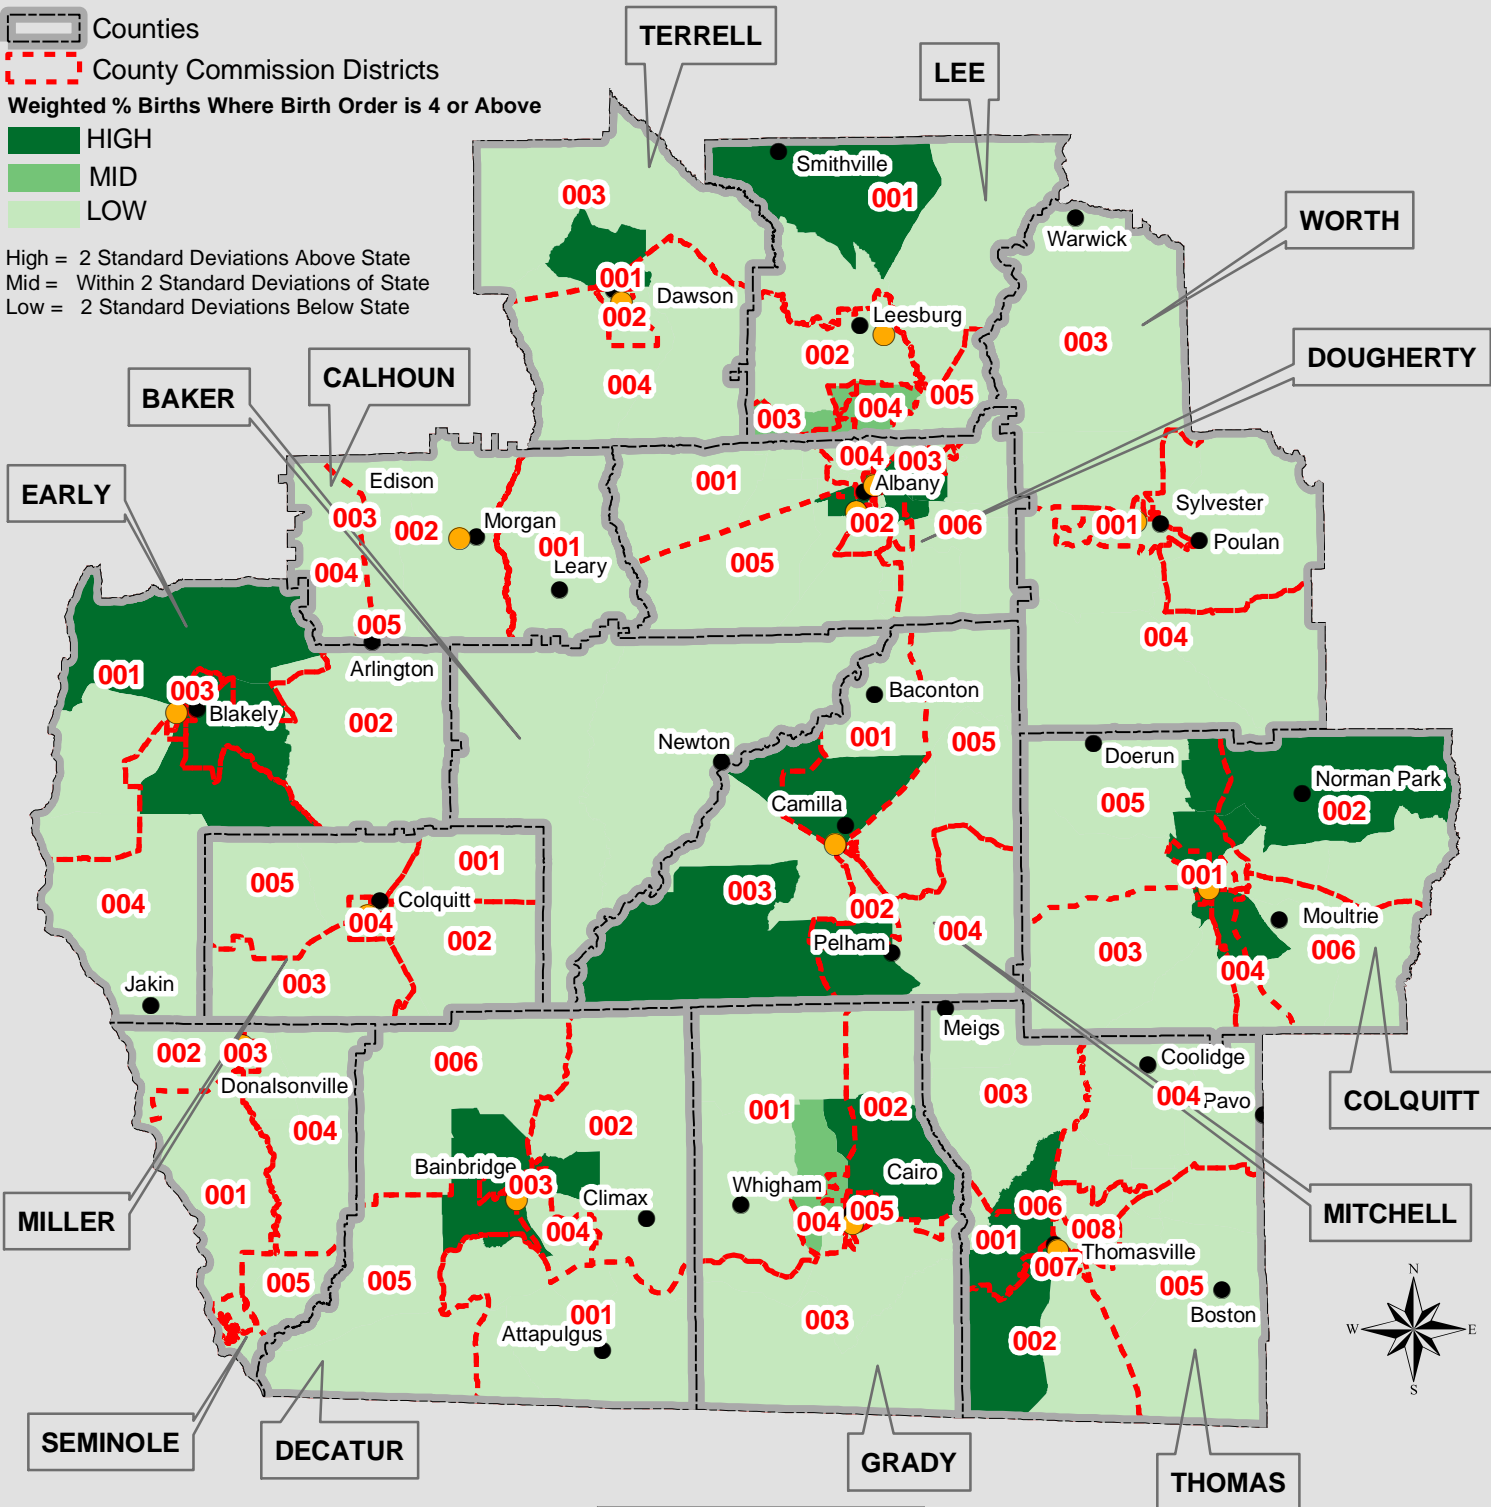 Counties
County Commission Districts
Weighted % Births Where Birth Order is 4 or Above
HIGH
MID
LOW
High = 2 Standard Deviations Above State
Mid = Within 2 Standard Deviations of State
Low = 2 Standard Deviations Below State
TERRELL
LEE
WORTH
DOUGHERTY
CALHOUN
BAKER
EARLY
Smithville
003
001
Warwick
001
Dawson
002
Leesburg
002
003
004
005
003
004
004
003
001
Albany
002
006
005
Edison
003
002
Morgan
001
Leary
004
005
Arlington
Sylvester
001
Poulan
004
001
003
Blakely
002
Baconton
001
005
Newton
Camilla
Doerun
005
Norman Park
002
001
005
001
Colquitt
004
002
003
004
Jakin
003
002
004
Pelham
003
Moultrie
006
004
002
003
Donalsonville
004
001
005
006
002
Bainbridge
003
Climax
004
005
001
Attapulgus
001
002
Cairo
Whigham
004
005
003
Meigs
Coolidge
003
004
Pavo
006
001
008
Thomasville
007
005
Boston
002
COLQUITT
MITCHELL
MILLER
SEMINOLE
DECATUR
GRADY
THOMAS
N
W
E
S